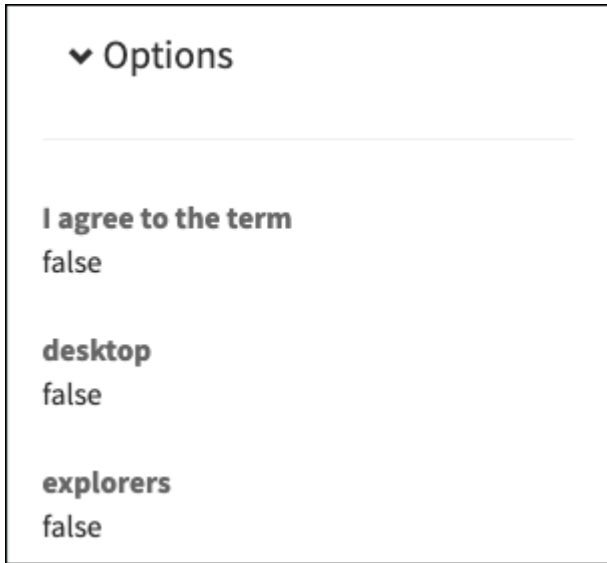 Options
I agree to the term
false
desktop
false
explorers
false